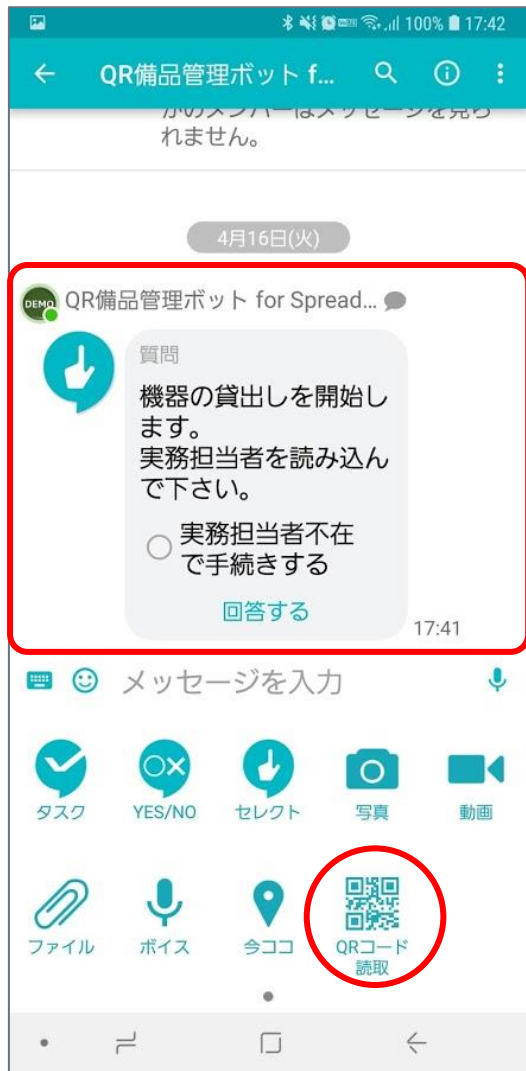 100% 17:42
QR備品管理ボット f...
かのメンバーはメッセージを見ら
れません。
4月16日(火)
DEMO QR備品管理ボット for Spread...
質問
機器の貸出しを開始し
ます。
実務担当者を読み込ん
で下さい。
実務担当者不在
で手続きする
回答する
17:41
メッセージを入力
タスク YES/NO セレクト 写真 動画
ファイル ボイス 今ココ QRコード
読取